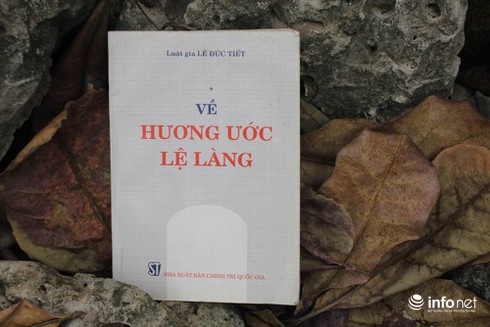 Luật gia LÊ ĐỨC TIẾT
VỀ
HƯƠNG ƯỚC
LỆ LÀNG
ST NHÀ XUẤT BẢN CHÍNH TRỊ QUỐC GIA
infonet